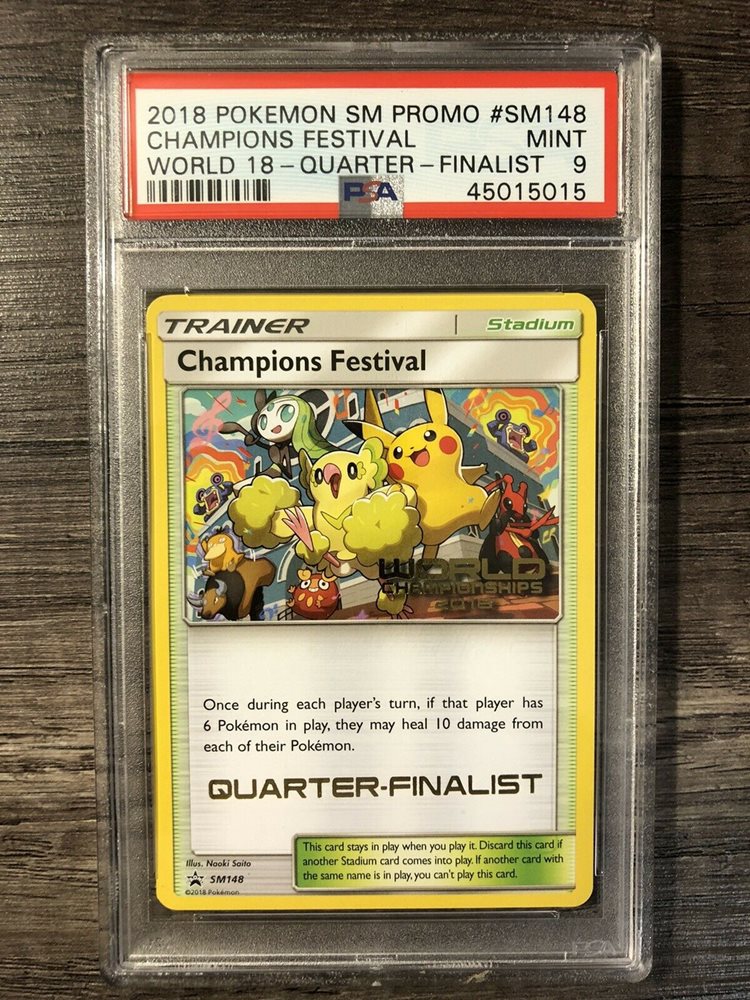 2018 POKEMON SM PROMO #SM148
CHAMPIONS FESTIVAL MINT
WORLD 18-QUARTER-FINALIST 9
PSA 45015015
TRAINER Stadium
Champions Festival
WORLD
CHAMPIONSHIPS
2018
Once during each player's turn, if that player has
6 Pokémon in play, they may heal 10 damage from
each of their Pokémon.
QUARTER-FINALIST
This card stays in play when you play it. Discard this card if
another Stadium card comes into play. If another card with
the same name is in play, you can't play this card.
Illus. Naoki Saito
SM148
©2018 Pokémon
PSA